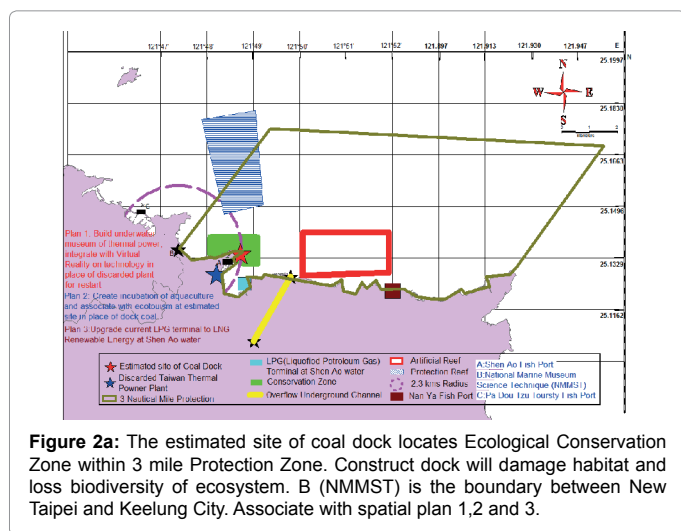 121°47 121°48 121°49 121°50 121°51 121°52 121.897 121.913 121.930 121.947 E
N
25.1997
N
W E
S
25.1830
25.1663
25.1496
25.1329
25.1162
C
B
Plan 1: Build underwater
museum of thermal power,
integrate with Virtual
Reality on technology in
place of discarded plant
for restart
Plan 2: Create incubation of aquaculture
and associate with ecotourism at estimated
site in place of dock coal.
Plan 3.Upgrade current LPG terminal to LNG
Renewable Energy at Shen Ao water
Estimated site of Coal Dock
Discarded Taiwan Thermal
Powner Plant
3 Nautical Mile Protection
LPG(Liquofiod Potroloum Gas)
Terminal at Shen Ao water
Conservation Zone
Overflow Underground Channel
Artificial Reef
Protection Reef
2.3 kms Radius
Nan Ya Fish Port
A:Shen Ao Fish Port
B:National Marine Museum
Science Technique (NMMST)
C:Pa Dou Tzu Toursty Fish Port
Figure 2a: The estimated site of coal dock locates Ecological Conservation
Zone within 3 mile Protection Zone. Construct dock will damage habitat and
loss biodiversity of ecosystem. B (NMMST) is the boundary between New
Taipei and Keelung City. Associate with spatial plan 1,2 and 3.